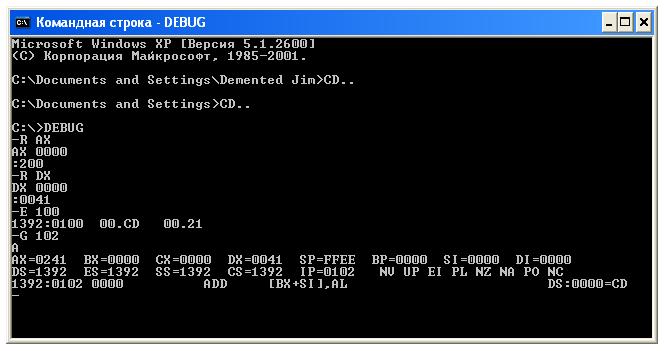 Командная строка - DEBUG
Microsoft Windows XP [Версия 5.1.2600]
(C) Корпорация Майкрософт, 1985-2001.
C:\Documents and Settings\Demented Jim>CD..
C:\Documents and Settings>CD..
C:\>DEBUG
-R AX
AX 0000
:200
-R DX
DX 0000
:0041
-E 100
1392:0100  00.CD   00.21
-G 102
A
AX=0241  BX=0000  CX=0000  DX=0041  SP=FFEE  BP=0000  SI=0000  DI=0000
DS=1392  ES=1392  SS=1392  CS=1392  IP=0102   NV UP EI PL NZ NA PO NC
1392:0102 0000          ADD     [BX+SI],AL                         DS:0000=CD
-